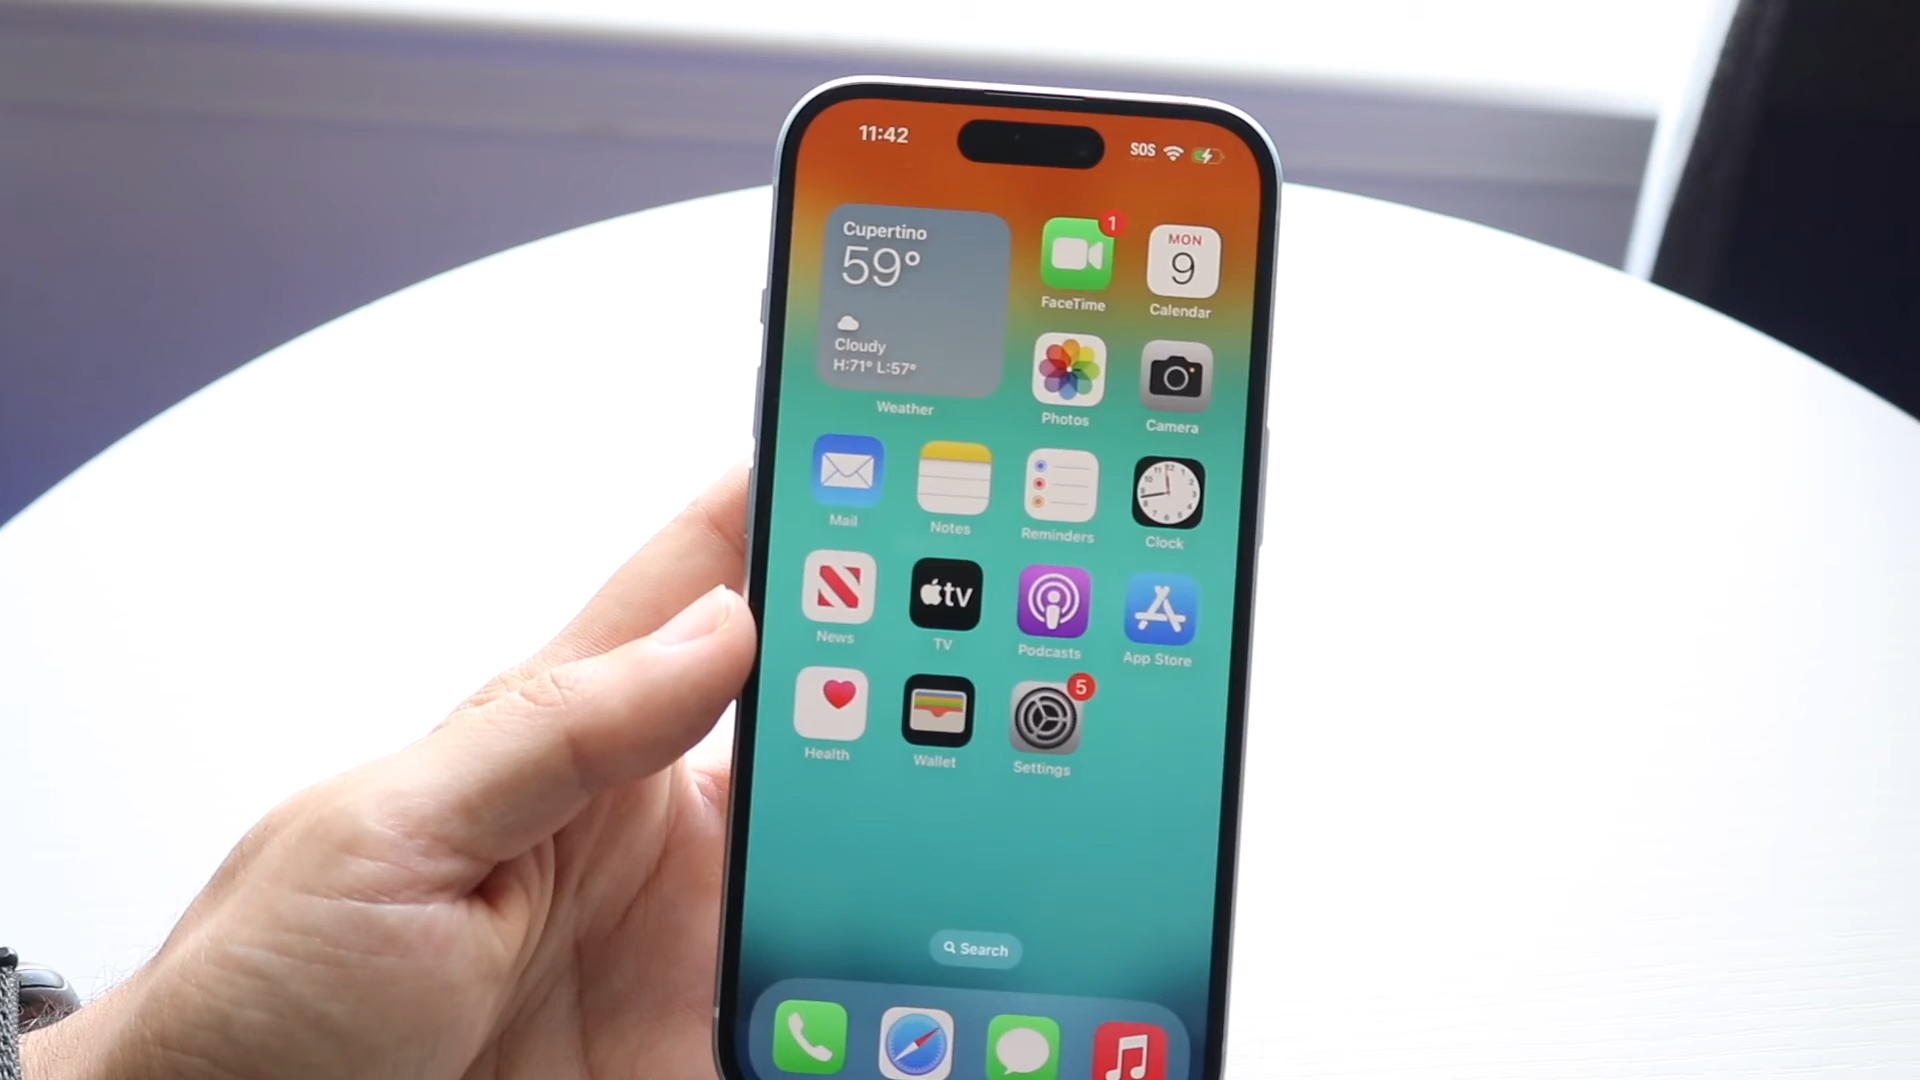 11:42
SOS
Cupertino
59°
Cloudy
H:71° L:57°
Weather
1
FaceTime
MON
9
Calendar
Photos
Camera
Mail
Notes
Reminders
Clock
News
tv
TV
Podcasts
App Store
Health
Wallet
5
Settings
Search